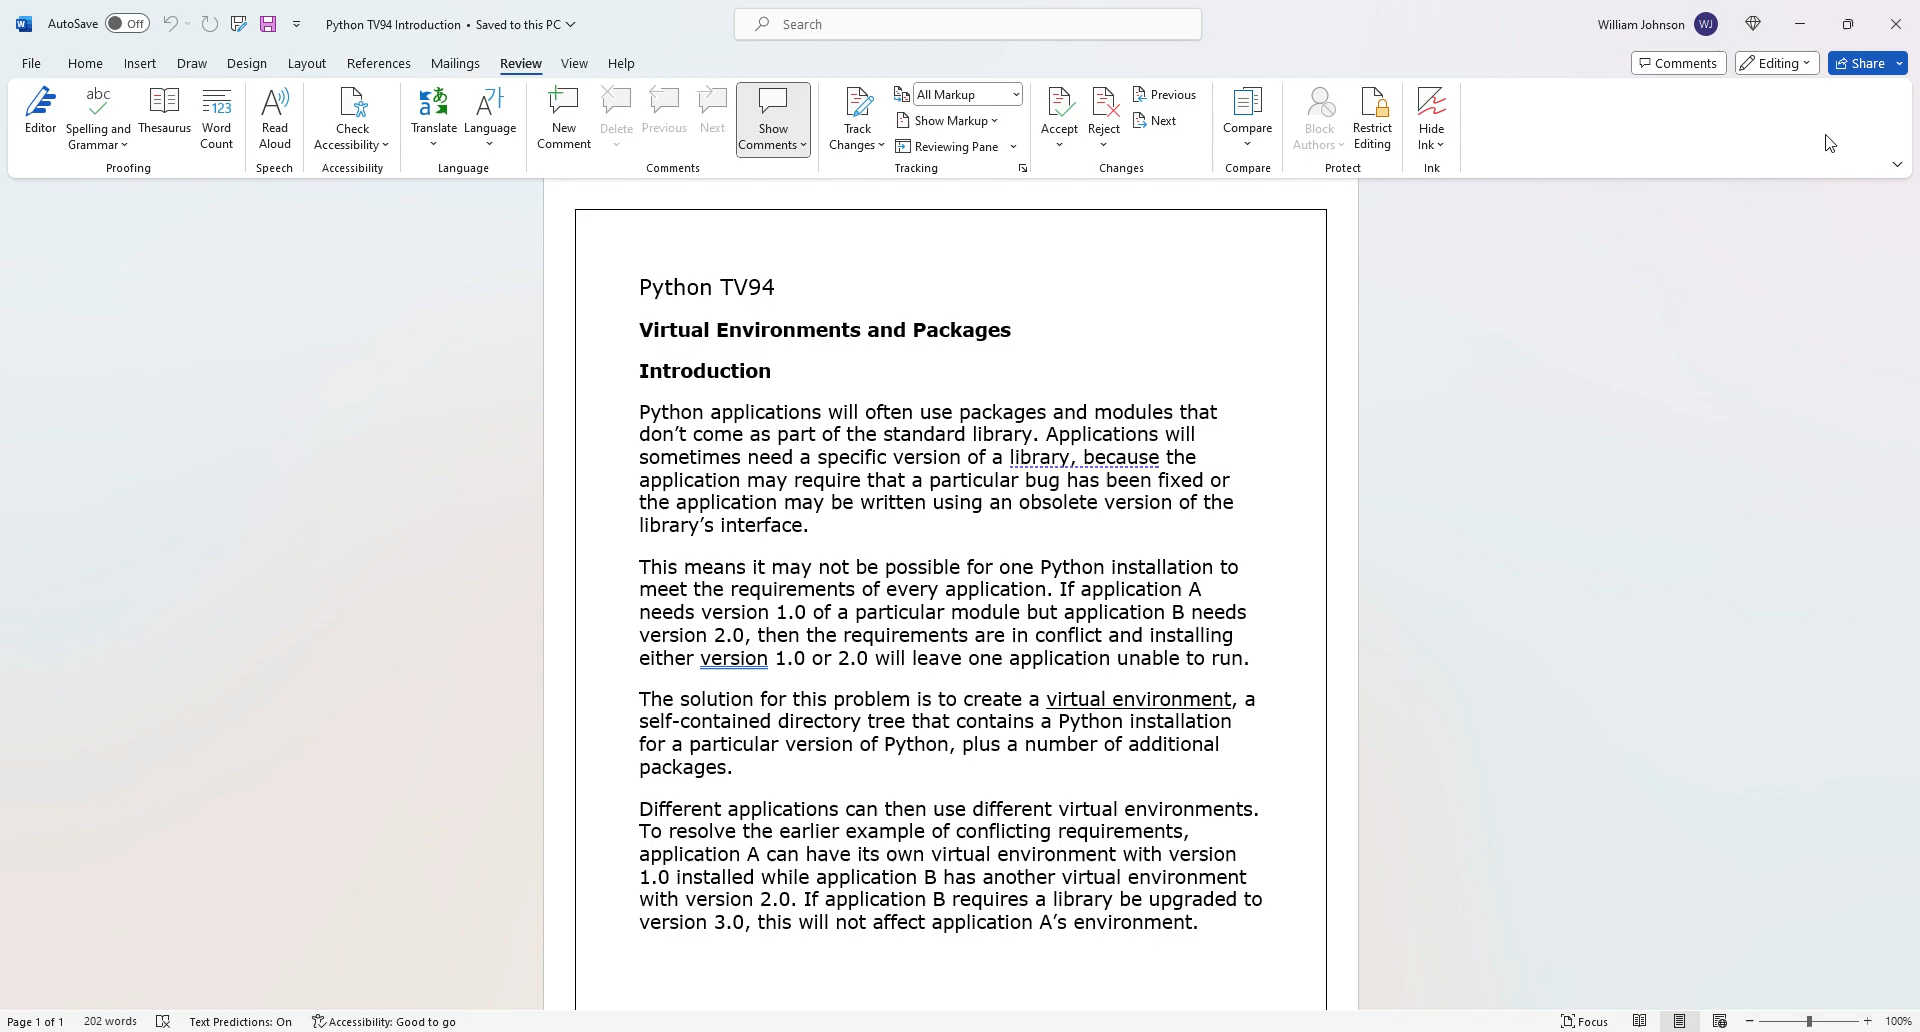 AutoSave Off Python TV94 Introduction • Saved to this PC Search William Johnson WJ
File Home Insert Draw Design Layout References Mailings Review View Help Comments Editing Share
Editor
Spelling and Grammar
Thesaurus
Word Count
Proofing
Read Aloud
Speech
Check Accessibility
Accessibility
Translate
Language
Language
New Comment
Delete
Previous
Next
Show Comments
Comments
Track Changes
All Markup
Show Markup
Reviewing Pane
Tracking
Accept
Reject
Previous
Next
Changes
Compare
Compare
Block Authors
Restrict Editing
Protect
Hide Ink
Ink
Python TV94
Virtual Environments and Packages
Introduction
Python applications will often use packages and modules that
don’t come as part of the standard library. Applications will
sometimes need a specific version of a library, because the
application may require that a particular bug has been fixed or
the application may be written using an obsolete version of the
library’s interface.
This means it may not be possible for one Python installation to
meet the requirements of every application. If application A
needs version 1.0 of a particular module but application B needs
version 2.0, then the requirements are in conflict and installing
either version 1.0 or 2.0 will leave one application unable to run.
The solution for this problem is to create a virtual environment, a
self-contained directory tree that contains a Python installation
for a particular version of Python, plus a number of additional
packages.
Different applications can then use different virtual environments.
To resolve the earlier example of conflicting requirements,
application A can have its own virtual environment with version
1.0 installed while application B has another virtual environment
with version 2.0. If application B requires a library be upgraded to
version 3.0, this will not affect application A’s environment.
Page 1 of 1 202 words Text Predictions: On Accessibility: Good to go Focus 100%